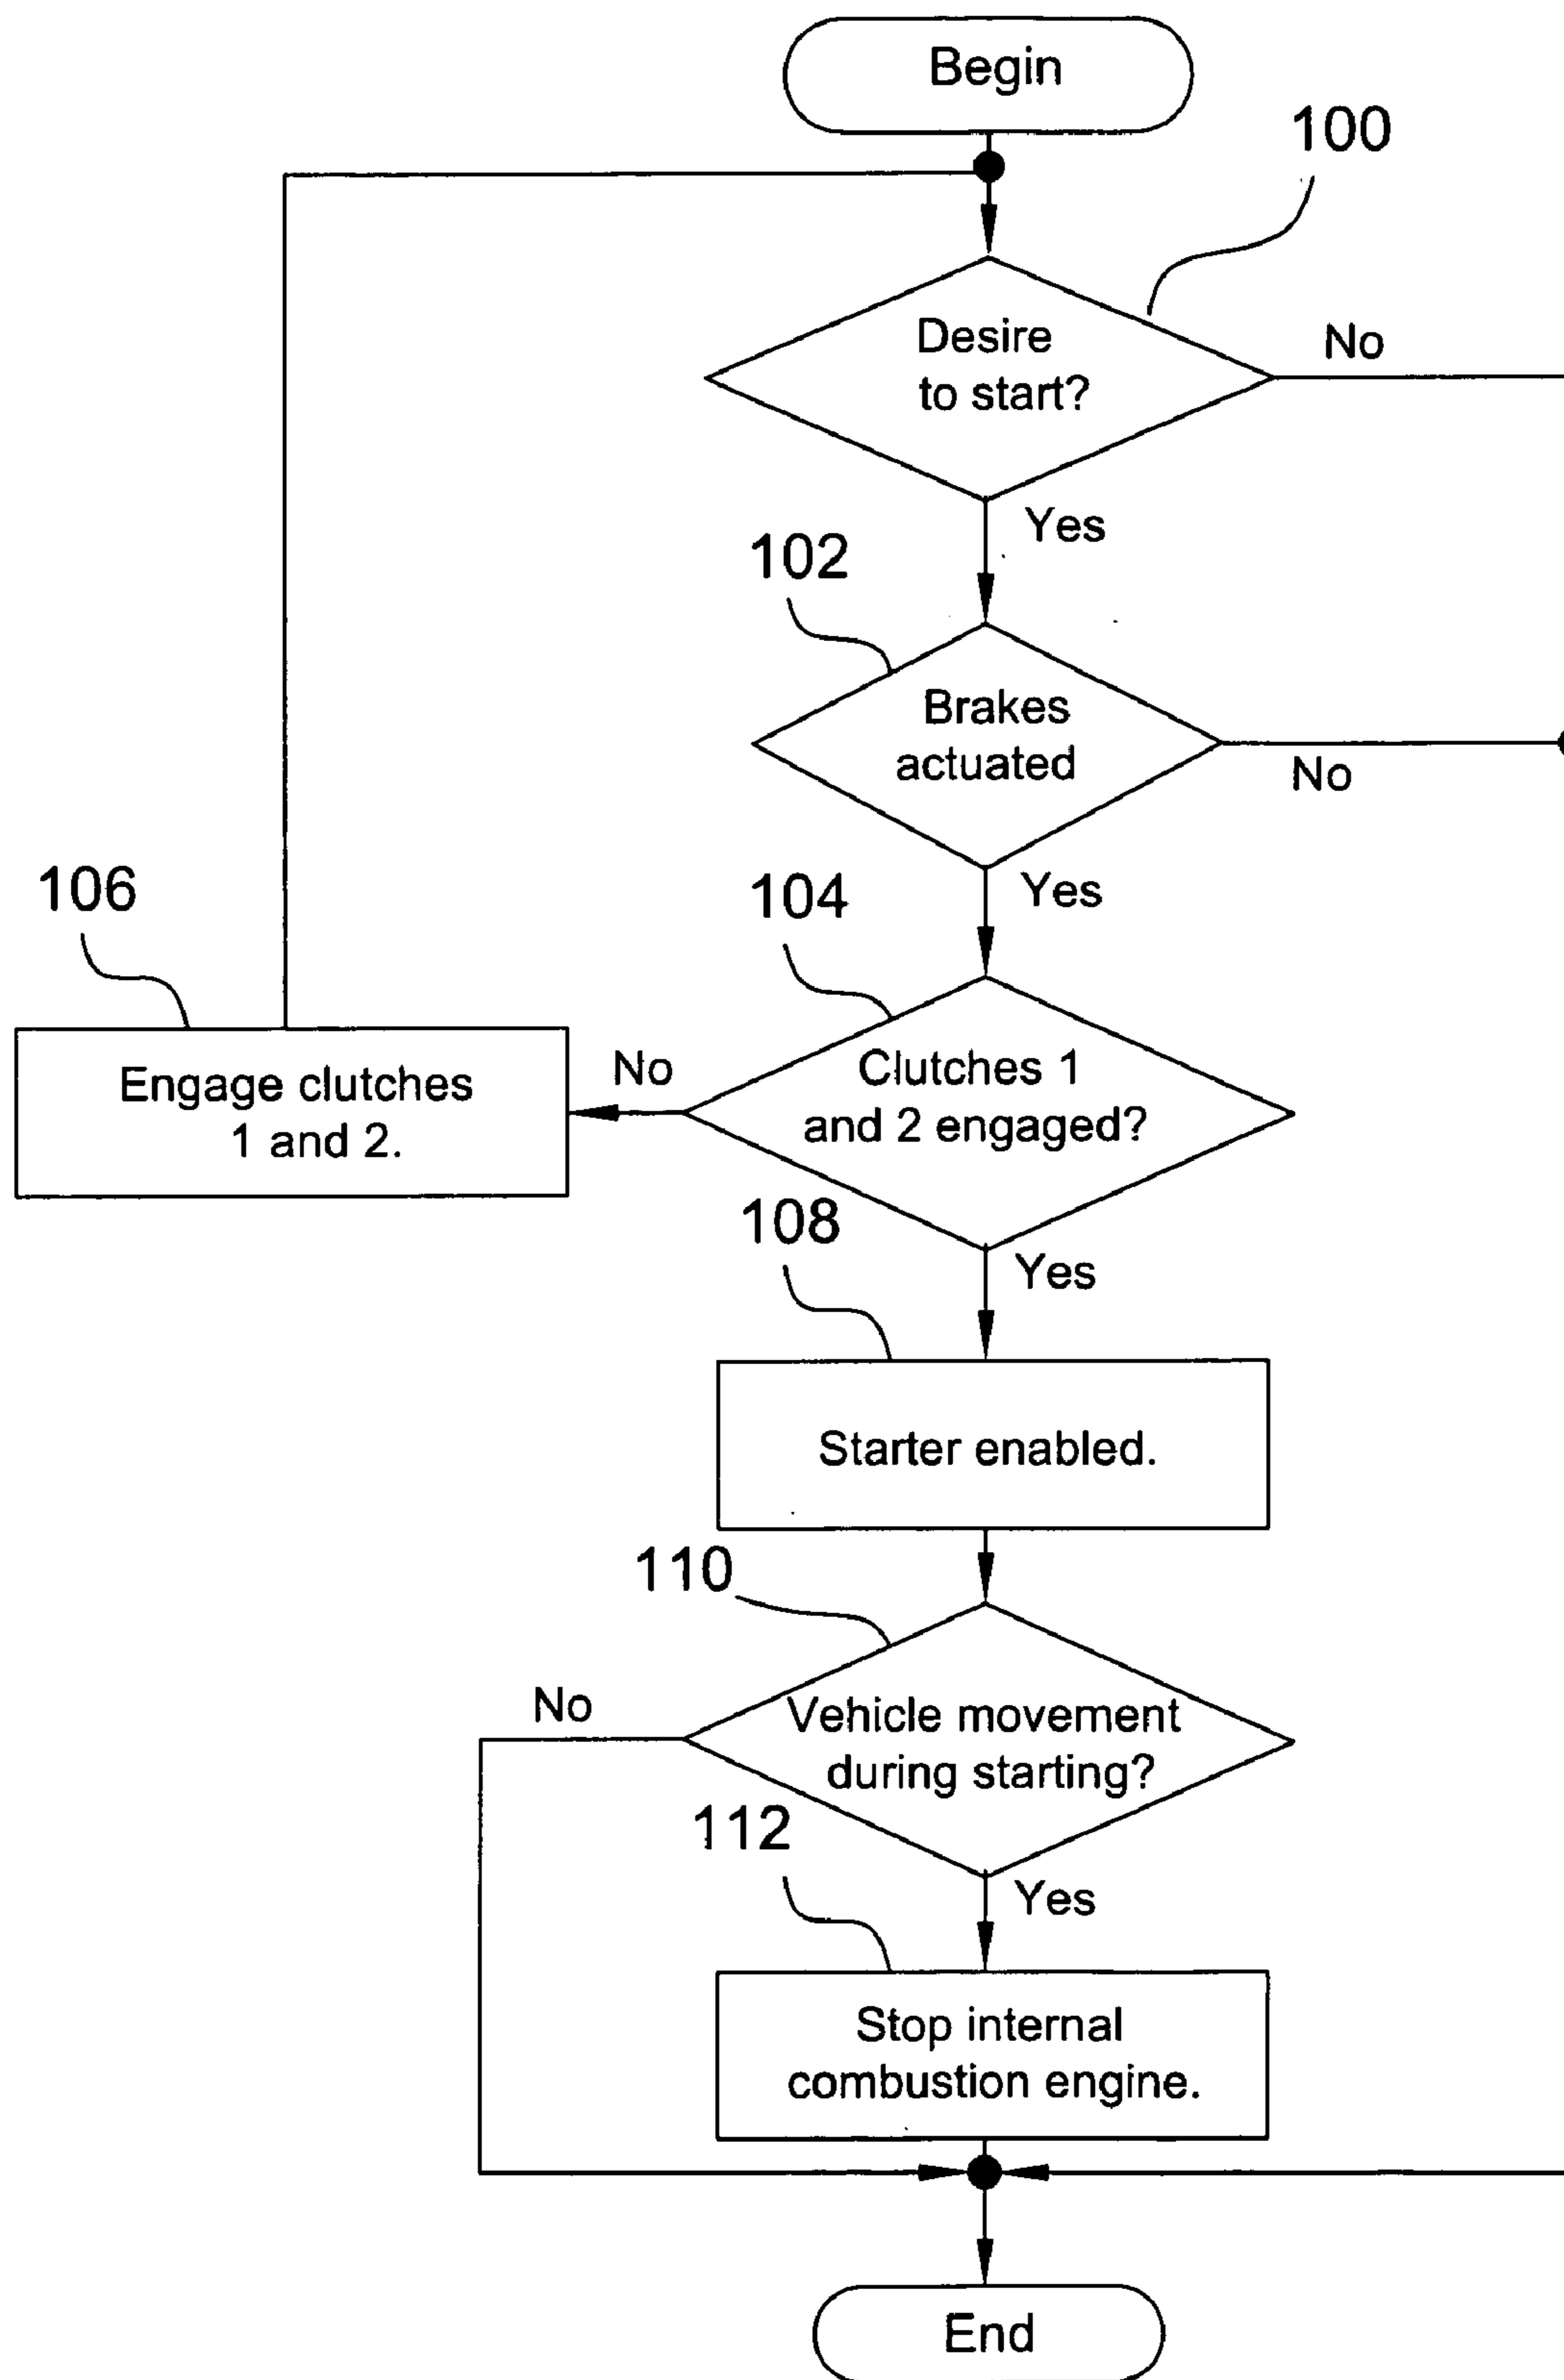 Begin
100
Desire
to start?
No
Yes
102
Brakes
actuated
No
Yes
104
106
Clutches 1
and 2 engaged?
No
Engage clutches
1 and 2.
Yes
108
Starter enabled.
110
No
Vehicle movement
during starting?
112
Yes
Stop internal
combustion engine.
End